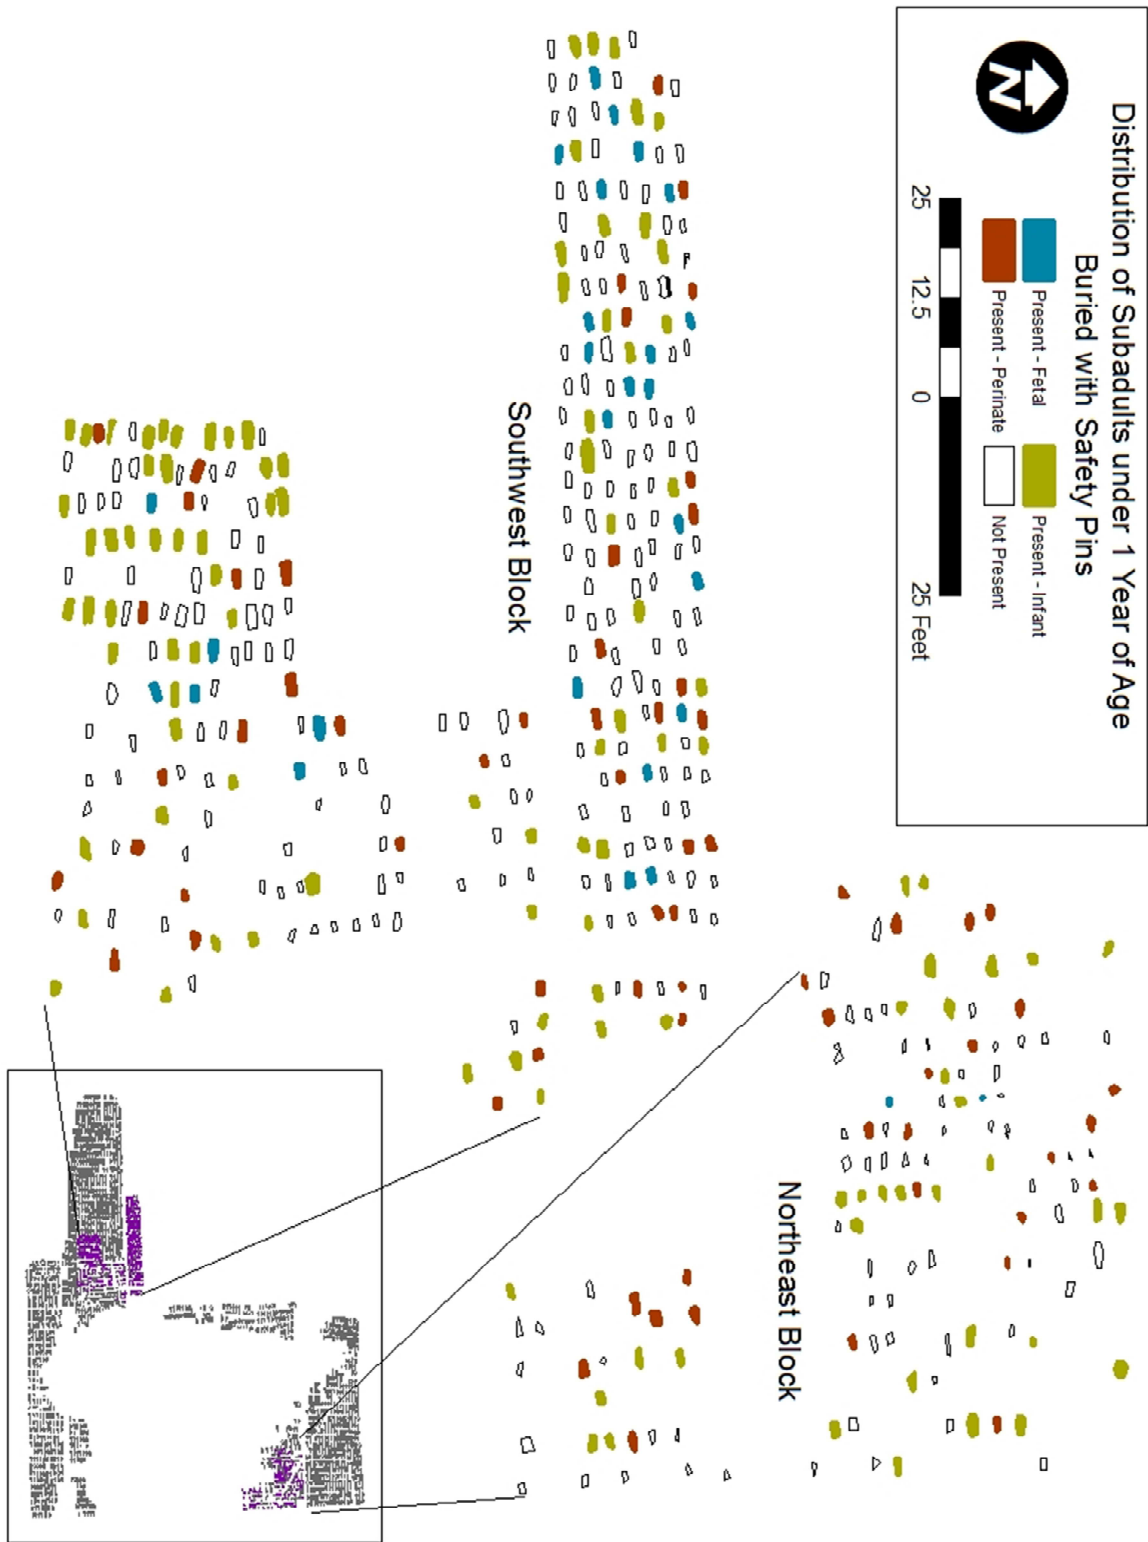 Distribution of Subadults under 1 Year of Age
Buried with Safety Pins
N
Present - Fetal
Present - Infant
Present - Perinate
Not Present
25 12.5 0 25 Feet
Southwest Block
Northeast Block